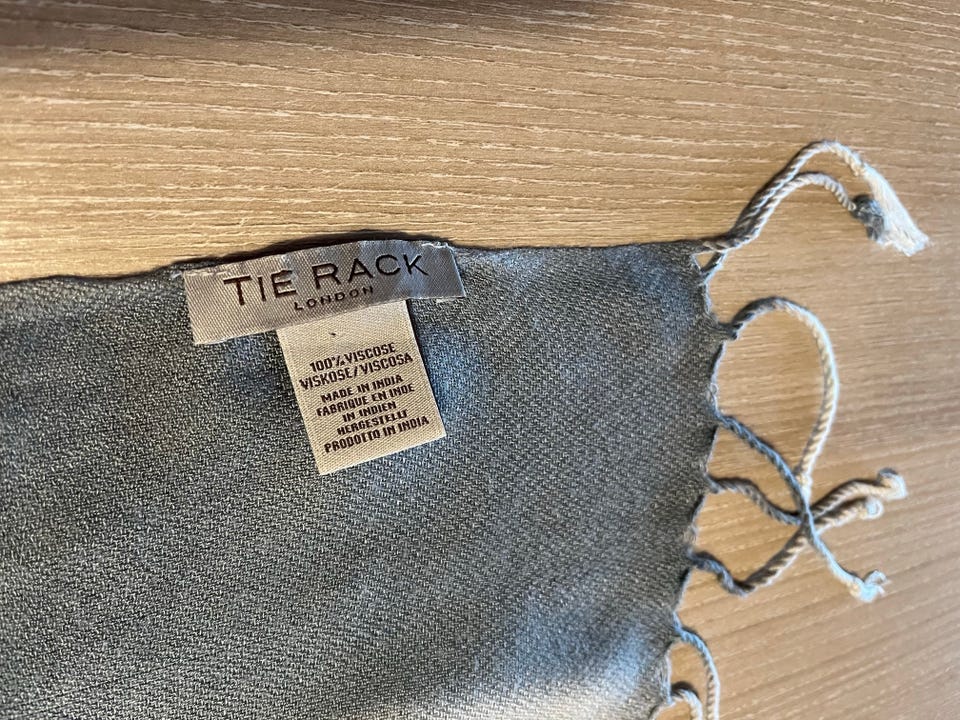 TIE RACK
LONDON
100% VISCOSE
VISKOSE/VISCOSA
MADE IN INDIA
FABRIQUE EN INDE
IN INDIEN
HERGESTELLT
PRODOTTO IN INDIA